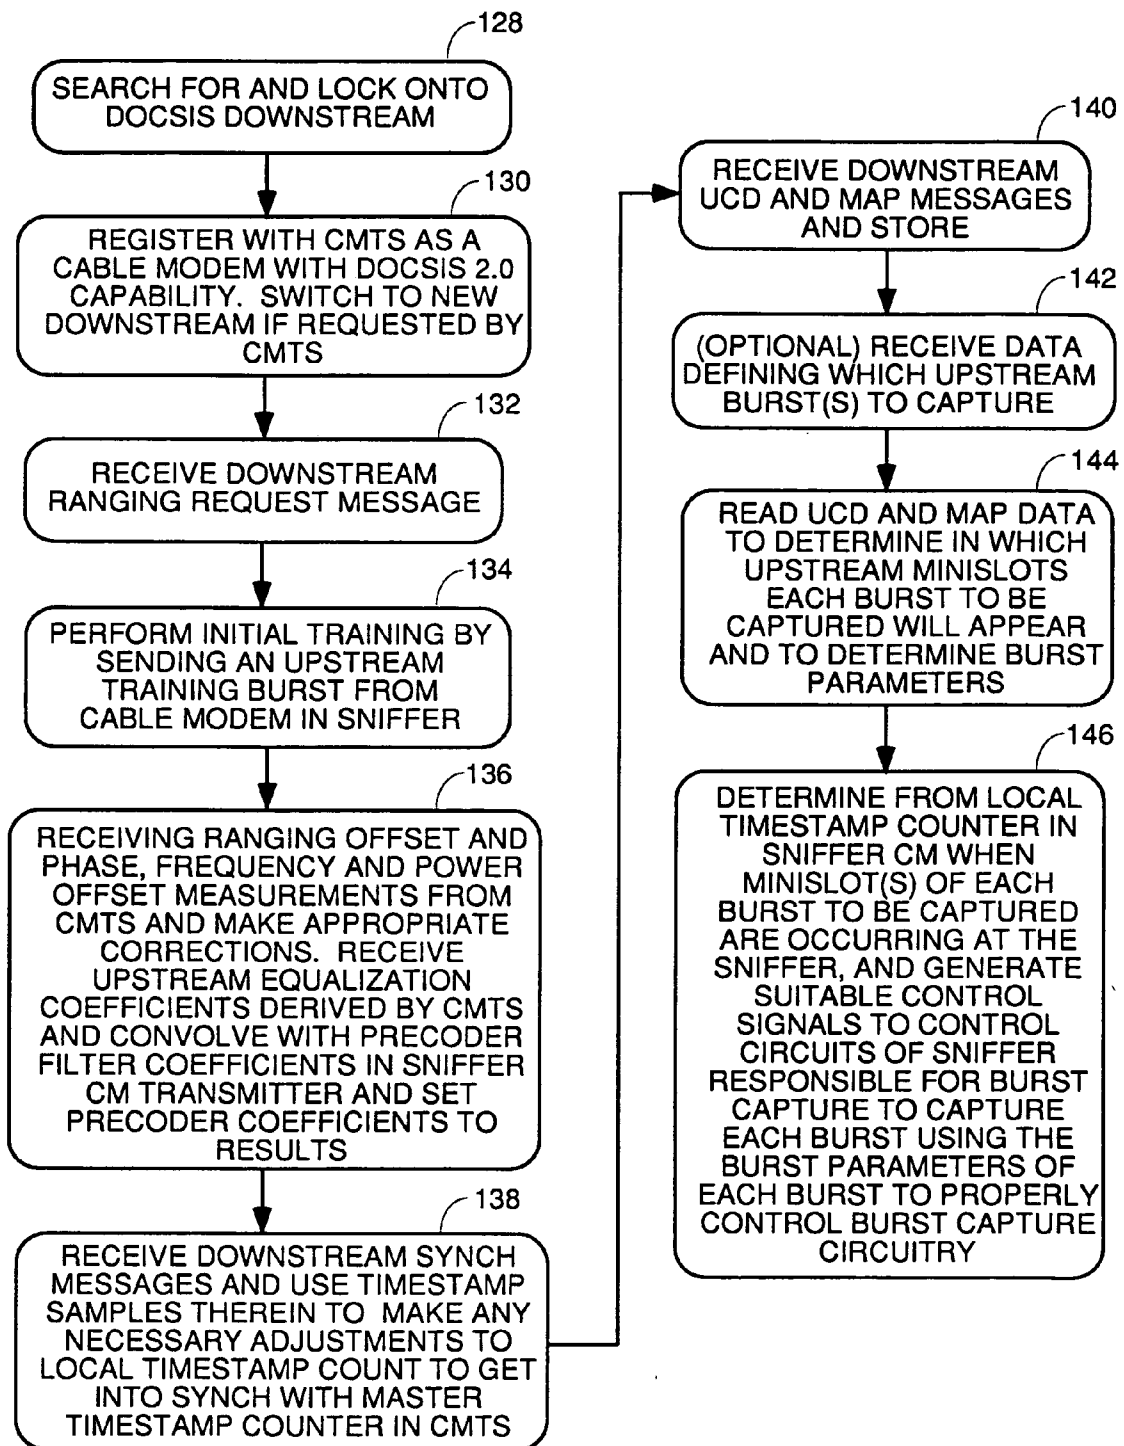 128
SEARCH FOR AND LOCK ONTO
DOCSIS DOWNSTREAM
130
REGISTER WITH CMTS AS A
CABLE MODEM WITH DOCSIS 2.0
CAPABILITY. SWITCH TO NEW
DOWNSTREAM IF REQUESTED BY
CMTS
132
RECEIVE DOWNSTREAM
RANGING REQUEST MESSAGE
134
PERFORM INITIAL TRAINING BY
SENDING AN UPSTREAM
TRAINING BURST FROM
CABLE MODEM IN SNIFFER
136
RECEIVING RANGING OFFSET AND
PHASE, FREQUENCY AND POWER
OFFSET MEASUREMENTS FROM
CMTS AND MAKE APPROPRIATE
CORRECTIONS. RECEIVE
UPSTREAM EQUALIZATION
COEFFICIENTS DERIVED BY CMTS
AND CONVOLVE WITH PRECODER
FILTER COEFFICIENTS IN SNIFFER
CM TRANSMITTER AND SET
PRECODER COEFFICIENTS TO
RESULTS
138
RECEIVE DOWNSTREAM SYNCH
MESSAGES AND USE TIMESTAMP
SAMPLES THEREIN TO MAKE ANY
NECESSARY ADJUSTMENTS TO
LOCAL TIMESTAMP COUNT TO GET
INTO SYNCH WITH MASTER
TIMESTAMP COUNTER IN CMTS
140
RECEIVE DOWNSTREAM
UCD AND MAP MESSAGES
AND STORE
142
(OPTIONAL) RECEIVE DATA
DEFINING WHICH UPSTREAM
BURST(S) TO CAPTURE
144
READ UCD AND MAP DATA
TO DETERMINE IN WHICH
UPSTREAM MINISLOTS
EACH BURST TO BE
CAPTURED WILL APPEAR
AND TO DETERMINE BURST
PARAMETERS
146
DETERMINE FROM LOCAL
TIMESTAMP COUNTER IN
SNIFFER CM WHEN
MINISLOT(S) OF EACH
BURST TO BE CAPTURED
ARE OCCURRING AT THE
SNIFFER, AND GENERATE
SUITABLE CONTROL
SIGNALS TO CONTROL
CIRCUITS OF SNIFFER
RESPONSIBLE FOR BURST
CAPTURE TO CAPTURE
EACH BURST USING THE
BURST PARAMETERS OF
EACH BURST TO PROPERLY
CONTROL BURST CAPTURE
CIRCUITRY